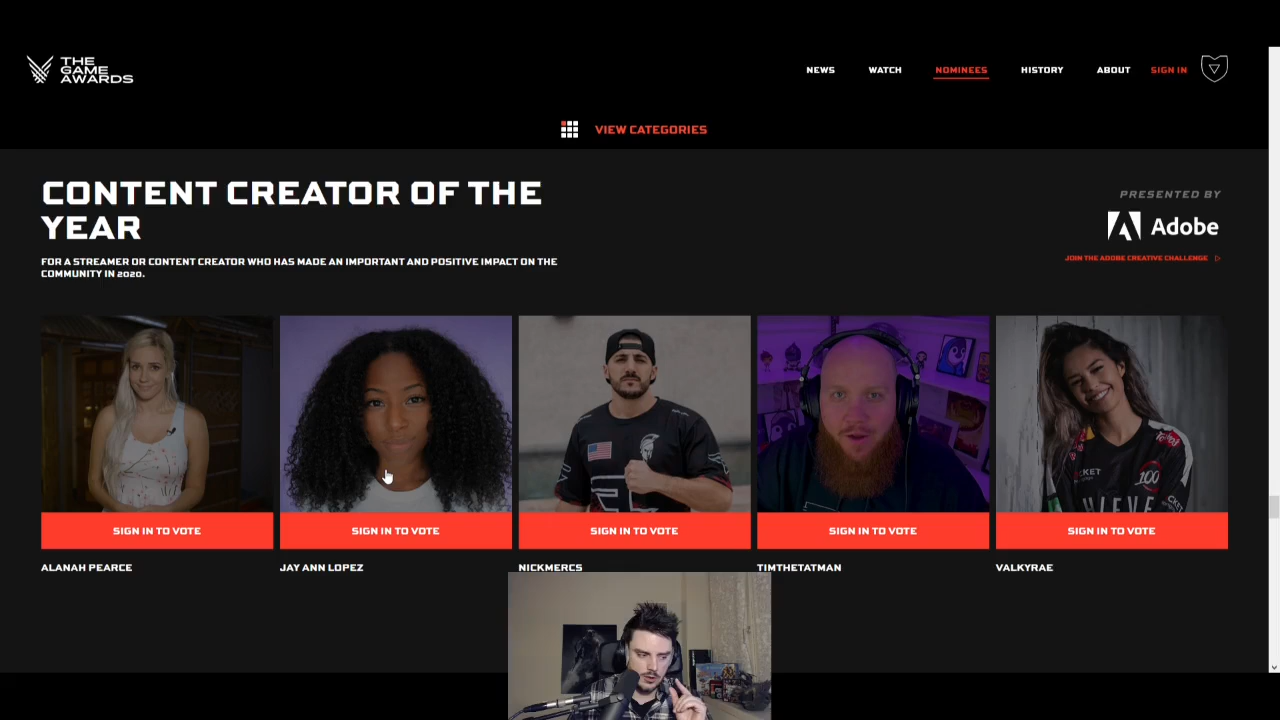 THE
GAME
AWARDS
NEWS
WATCH
NOMINEES
HISTORY
ABOUT
SIGN IN
VIEW CATEGORIES
CONTENT CREATOR OF THE
YEAR
FOR A STREAMER OR CONTENT CREATOR WHO HAS MADE AN IMPORTANT AND POSITIVE IMPACT ON THE
COMMUNITY IN 2020.
PRESENTED BY
Adobe
JOIN THE ADOBE CREATIVE CHALLENGE
SIGN IN TO VOTE
SIGN IN TO VOTE
SIGN IN TO VOTE
SIGN IN TO VOTE
SIGN IN TO VOTE
ALANAH PEARCE
JAY ANN LOPEZ
NICKMERCS
TIMTHETATMAN
VALKYRAE
100